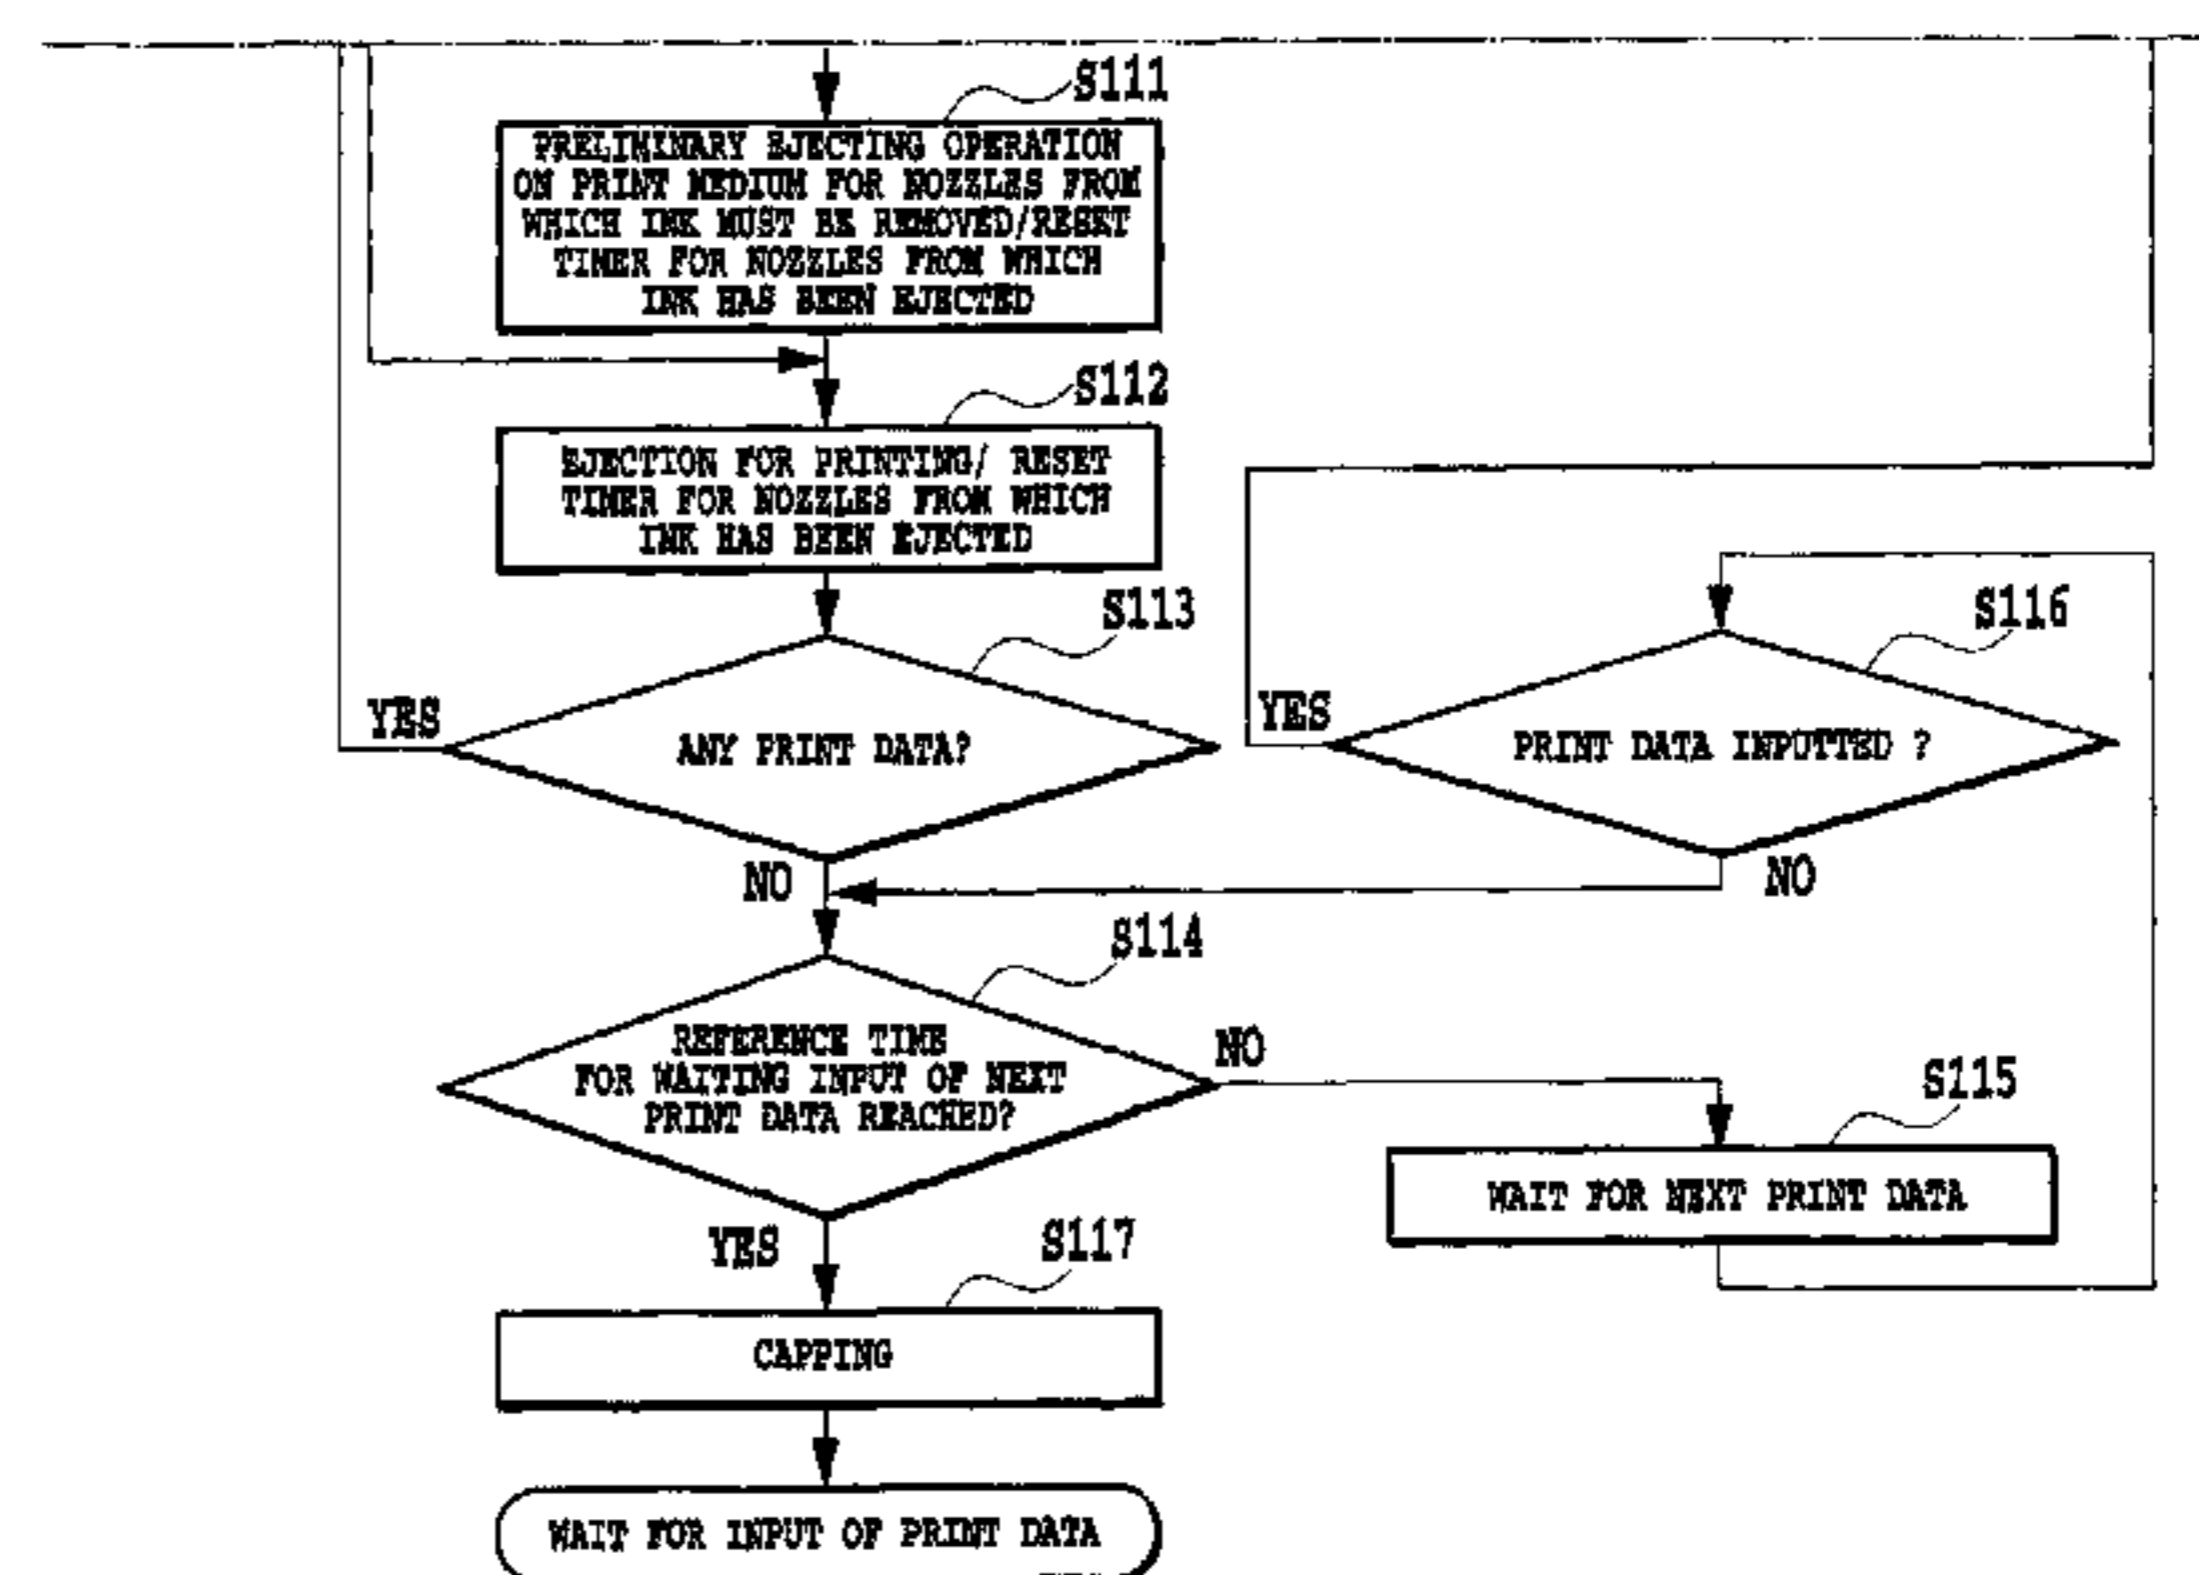 S111
PRELIMINARY EJECTING OPERATION
ON PRINT MEDIUM FOR NOZZLES FROM
WHICH INK MUST BE REMOVED/RESET
TIMER FOR NOZZLES FROM WHICH
INK HAS BEEN EJECTED
S112
EJECTION FOR PRINTING/ RESET
TIMER FOR NOZZLES FROM WHICH
INK HAS BEEN EJECTED
S113
YES
ANY PRINT DATA?
NO
S116
YES
PRINT DATA INPUTTED ?
NO
S114
REFERENCE TIME
FOR WAITING INPUT OF NEXT
PRINT DATA REACHED?
NO
YES
S115
WAIT FOR NEXT PRINT DATA
S117
CAPPING
WAIT FOR INPUT OF PRINT DATA